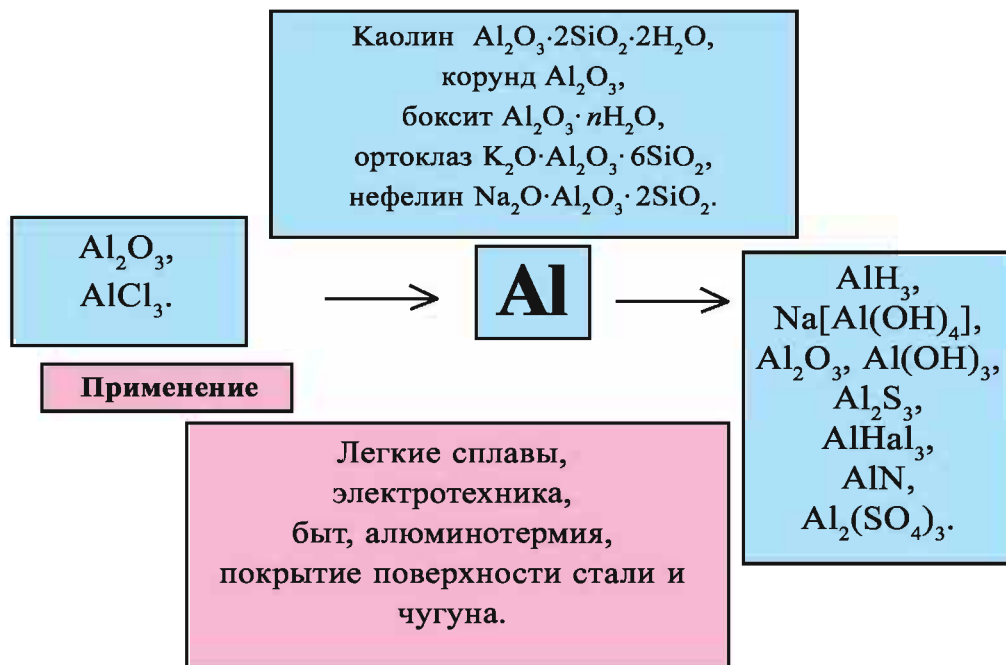 Каолин Al₂O₃·2SiO₂·2H₂O,
корунд Al₂O₃,
боксит Al₂O₃·nH₂O,
ортоклаз K₂O·Al₂O₃·6SiO₂,
нефелин Na₂O·Al₂O₃·2SiO₂.
Al₂O₃,
AlCl₃.
Al
AlH₃,
Na[Al(OH)₄],
Al₂O₃, Al(OH)₃,
Al₂S₃,
AlHal₃,
AlN,
Al₂(SO₄)₃.
Применение
Легкие сплавы,
электротехника,
быт, алюминотермия,
покрытие поверхности стали и
чугуна.